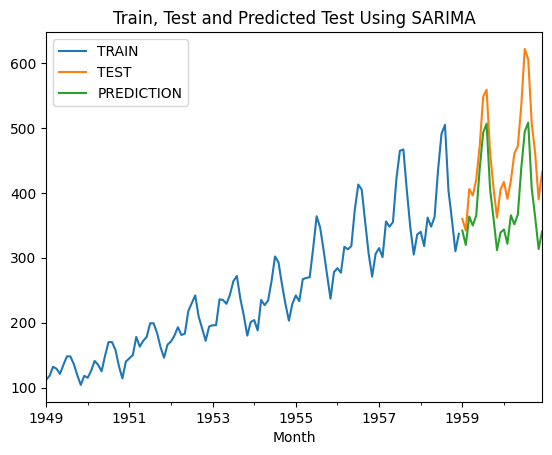 Train, Test and Predicted Test Using SARIMA
TRAIN
TEST
PREDICTION
600
500
400
300
200
100
1949
1951
1953
1955
1957
1959
Month